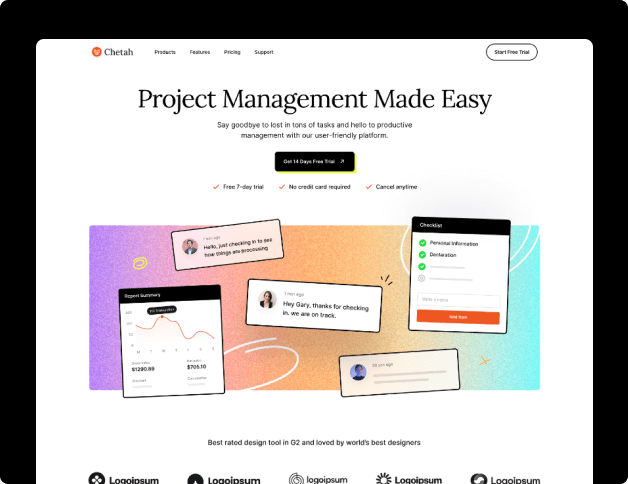 Chetah
Products
Features
Pricing
Support
Start Free Trial
Project Management Made Easy
Say goodbye to lost in tons of tasks and hello to productive
management with our user-friendly platform.
Get 14 Days Free Trial
Free 7-day trial
No credit card required
Cancel anytime
1 min ago
Hello, just checking in to see
how things are processing
Checklist
Personal Information
Declaration
Write a name
Add Item
Report Summary
$1290.89
$705.10
1 min ago
Hey Gary, thanks for checking
in, we are on track.
min ago
Best rated design tool in G2 and loved by world's best designers
Logoipsum
Logoipsum
logoipsum
Logoipsum
Logoipsum